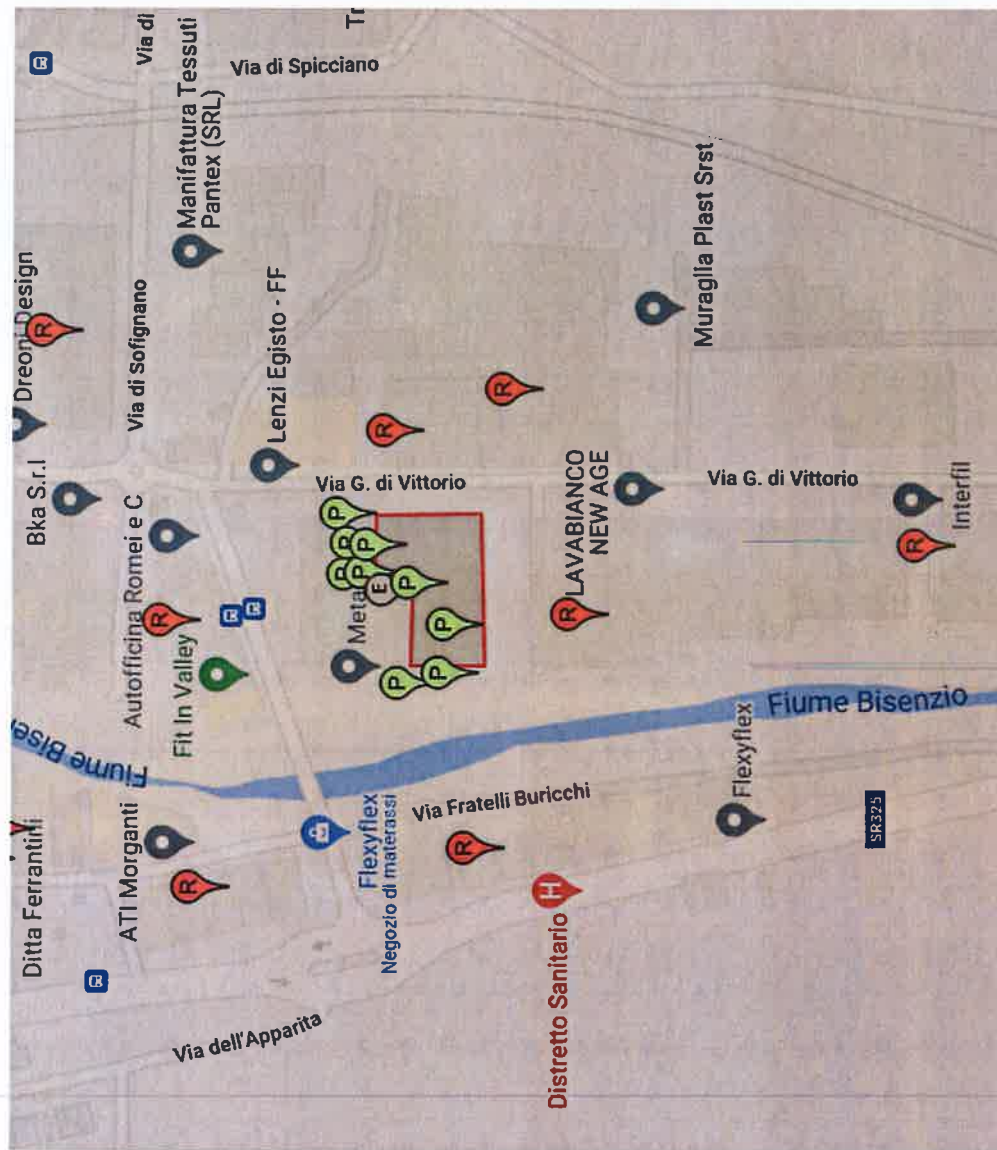 Ditta Ferrantini
Fiume Bisen
Bka S.r.l
Dreoni Design
R
Via di
Tr
Via di Spicciano
Manifattura Tessuti
Pantex (SRL)
Via di Sofignano
ATI Morganti
R
Autofficina Romei e C
R
Fit In Valley
Lenzi Egisto - FF
Flexyflex
Negozio di materassi
Meta
P
P
P
P
P
E
P
P
P
P
Via G. di Vittorio
R
R
Via dell'Apparita
Via Fratelli Buricchi
R
H
Distretto Sanitario
R
LAVABIANCO
NEW AGE
Muraglia Plast Srst
Via G. di Vittorio
Fiume Bisenzio
Flexyflex
SR325
R
Interfil